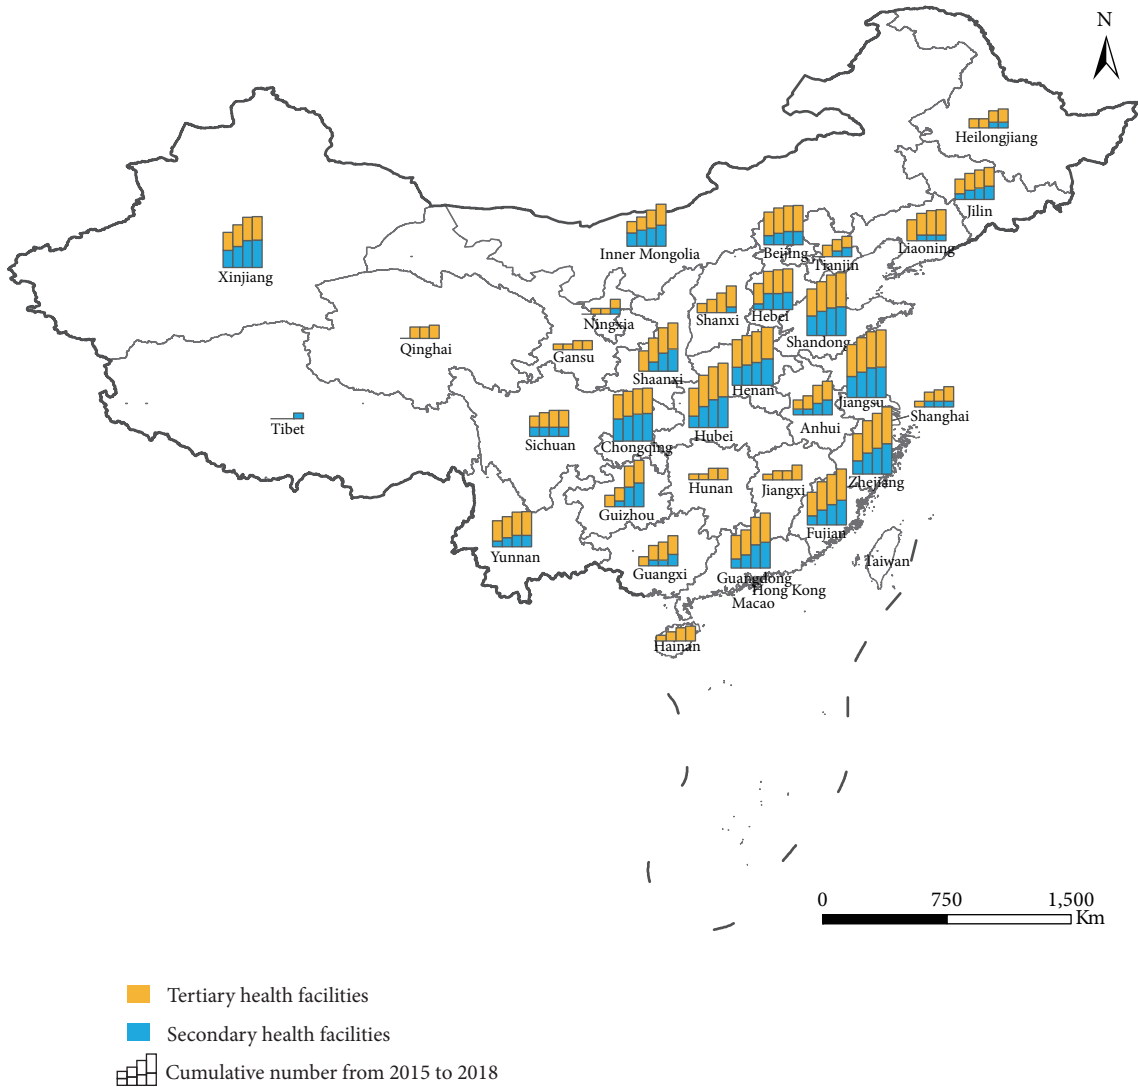 N
Heilongjiang
Jilin
Liaoning
Inner Mongolia
Beijing
Tianjin
Xinjiang
Hebei
Shanxi
Ningxia
Shandong
Qinghai
Gansu
Shaanxi
Henan
Jiangsu
Shanghai
Tibet
Anhui
Sichuan
Chongqing
Hubei
Zhejiang
Hunan
Jiangxi
Guizhou
Fujian
Yunnan
Guangxi
Guangdong
Hong Kong
Macao
Taiwan
Hainan
0 750 1,500
Km
Tertiary health facilities
Secondary health facilities
Cumulative number from 2015 to 2018